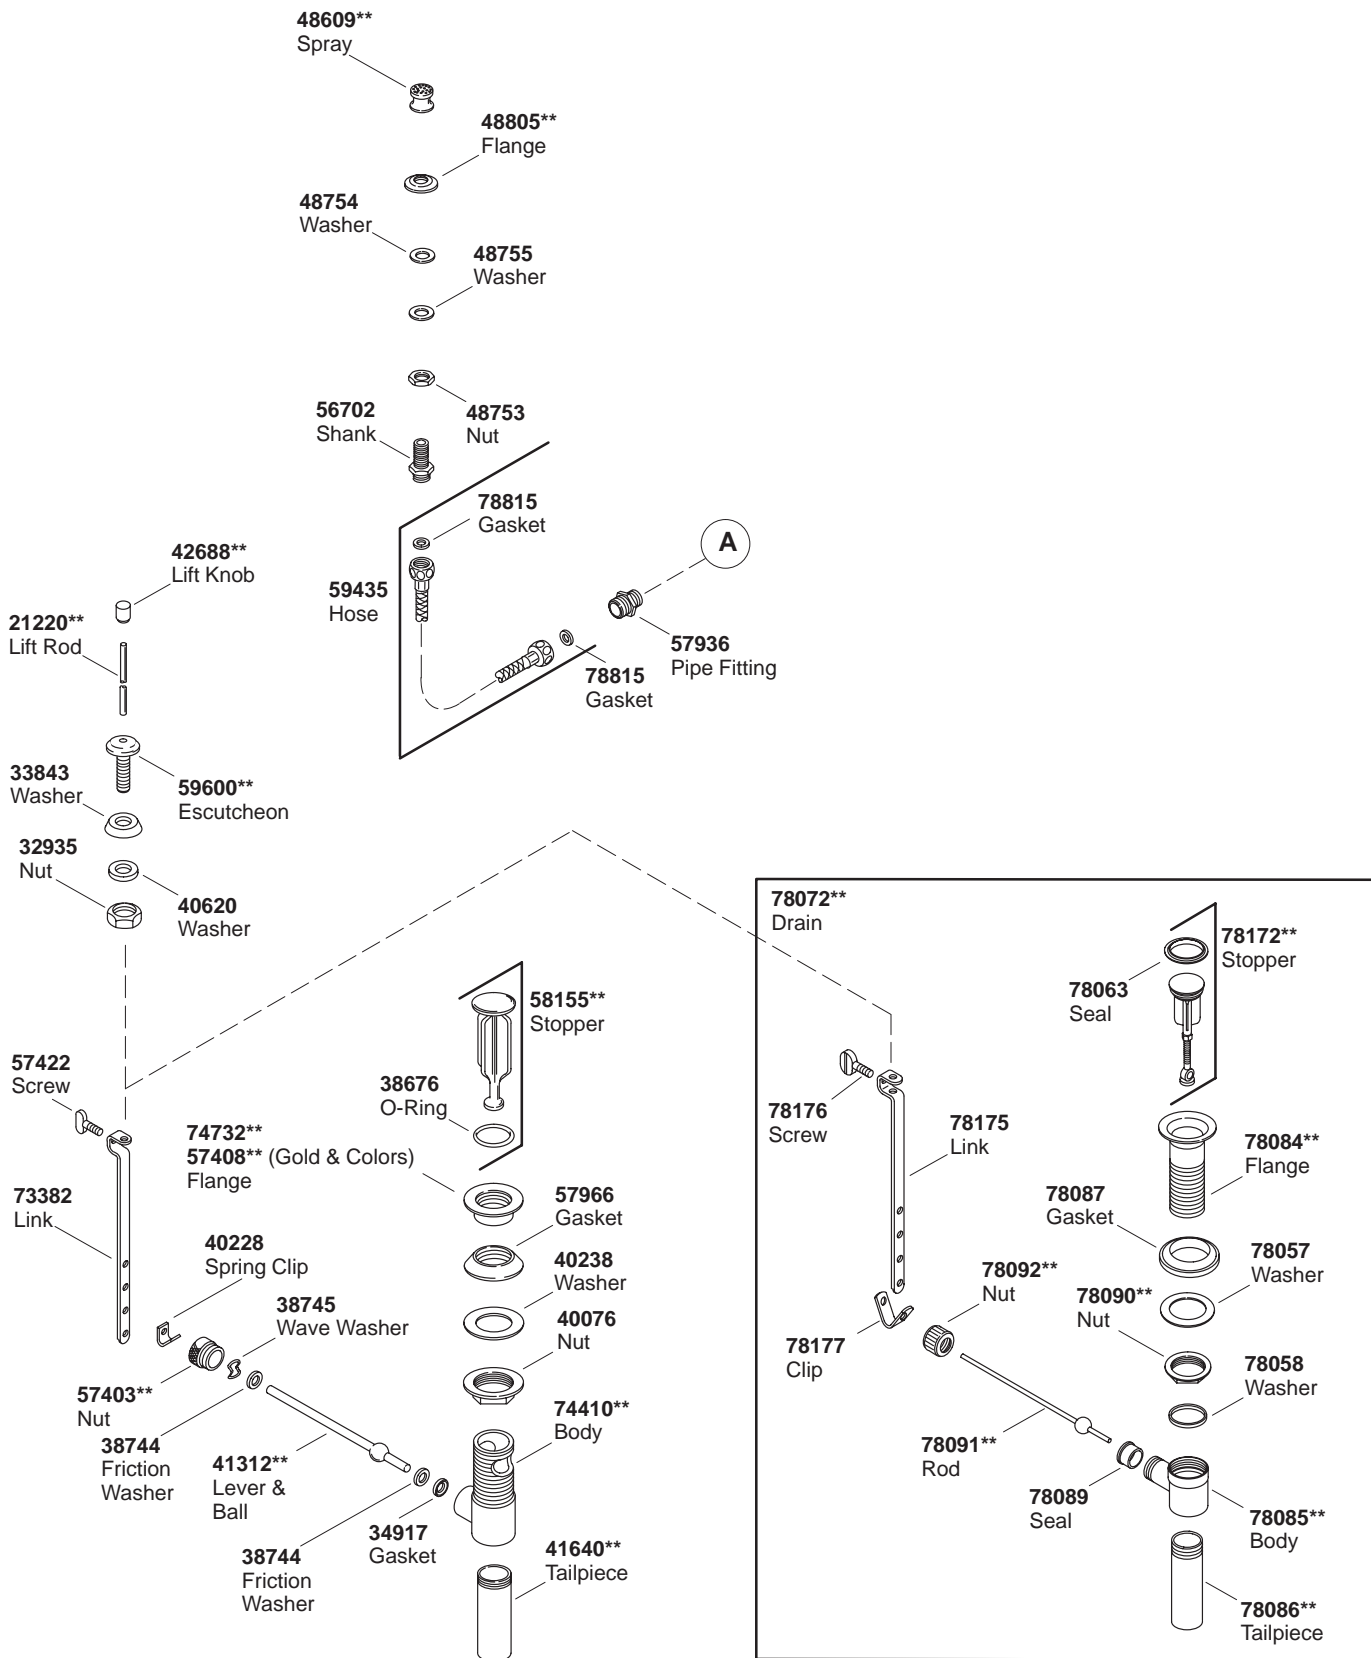 48609**
Spray
48805**
Flange
48754
Washer
48755
Washer
56702
Shank
48753
Nut
78815
Gasket
A
42688**
Lift Knob
59435
Hose
21220**
Lift Rod
57936
Pipe Fitting
78815
Gasket
33843
Washer
59600**
Escutcheon
32935
Nut
40620
Washer
78072**
Drain
78172**
Stopper
58155**
Stopper
78063
Seal
57422
Screw
38676
O-Ring
78176
Screw
78175
Link
74732**
57408** (Gold & Colors)
Flange
78084**
Flange
73382
Link
57966
Gasket
78087
Gasket
40228
Spring Clip
40238
Washer
78057
Washer
78092**
Nut
78090**
Nut
38745
Wave Washer
40076
Nut
78177
Clip
78058
Washer
57403**
Nut
74410**
Body
38744
Friction
Washer
41312**
Lever &
Ball
78091**
Rod
78089
Seal
78085**
Body
34917
Gasket
38744
Friction
Washer
41640**
Tailpiece
78086**
Tailpiece